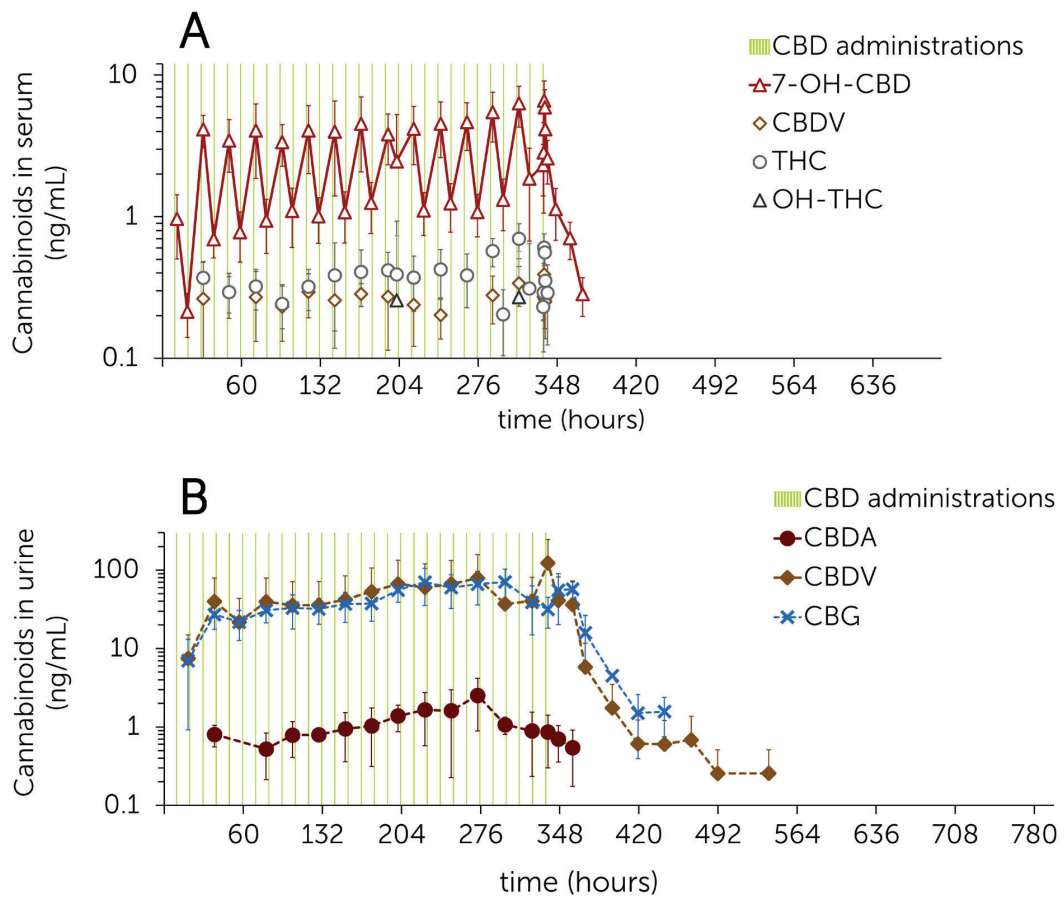 A
CBD administrations
7-OH-CBD
CBDV
THC
OH-THC
Cannabinoids in serum
(ng/mL)
10
1
0.1
60 132 204 276 348 420 492 564 636
time (hours)
B
CBD administrations
CBDA
CBDV
CBG
Cannabinoids in urine
(ng/mL)
100
10
1
0.1
60 132 204 276 348 420 492 564 636 708 780
time (hours)